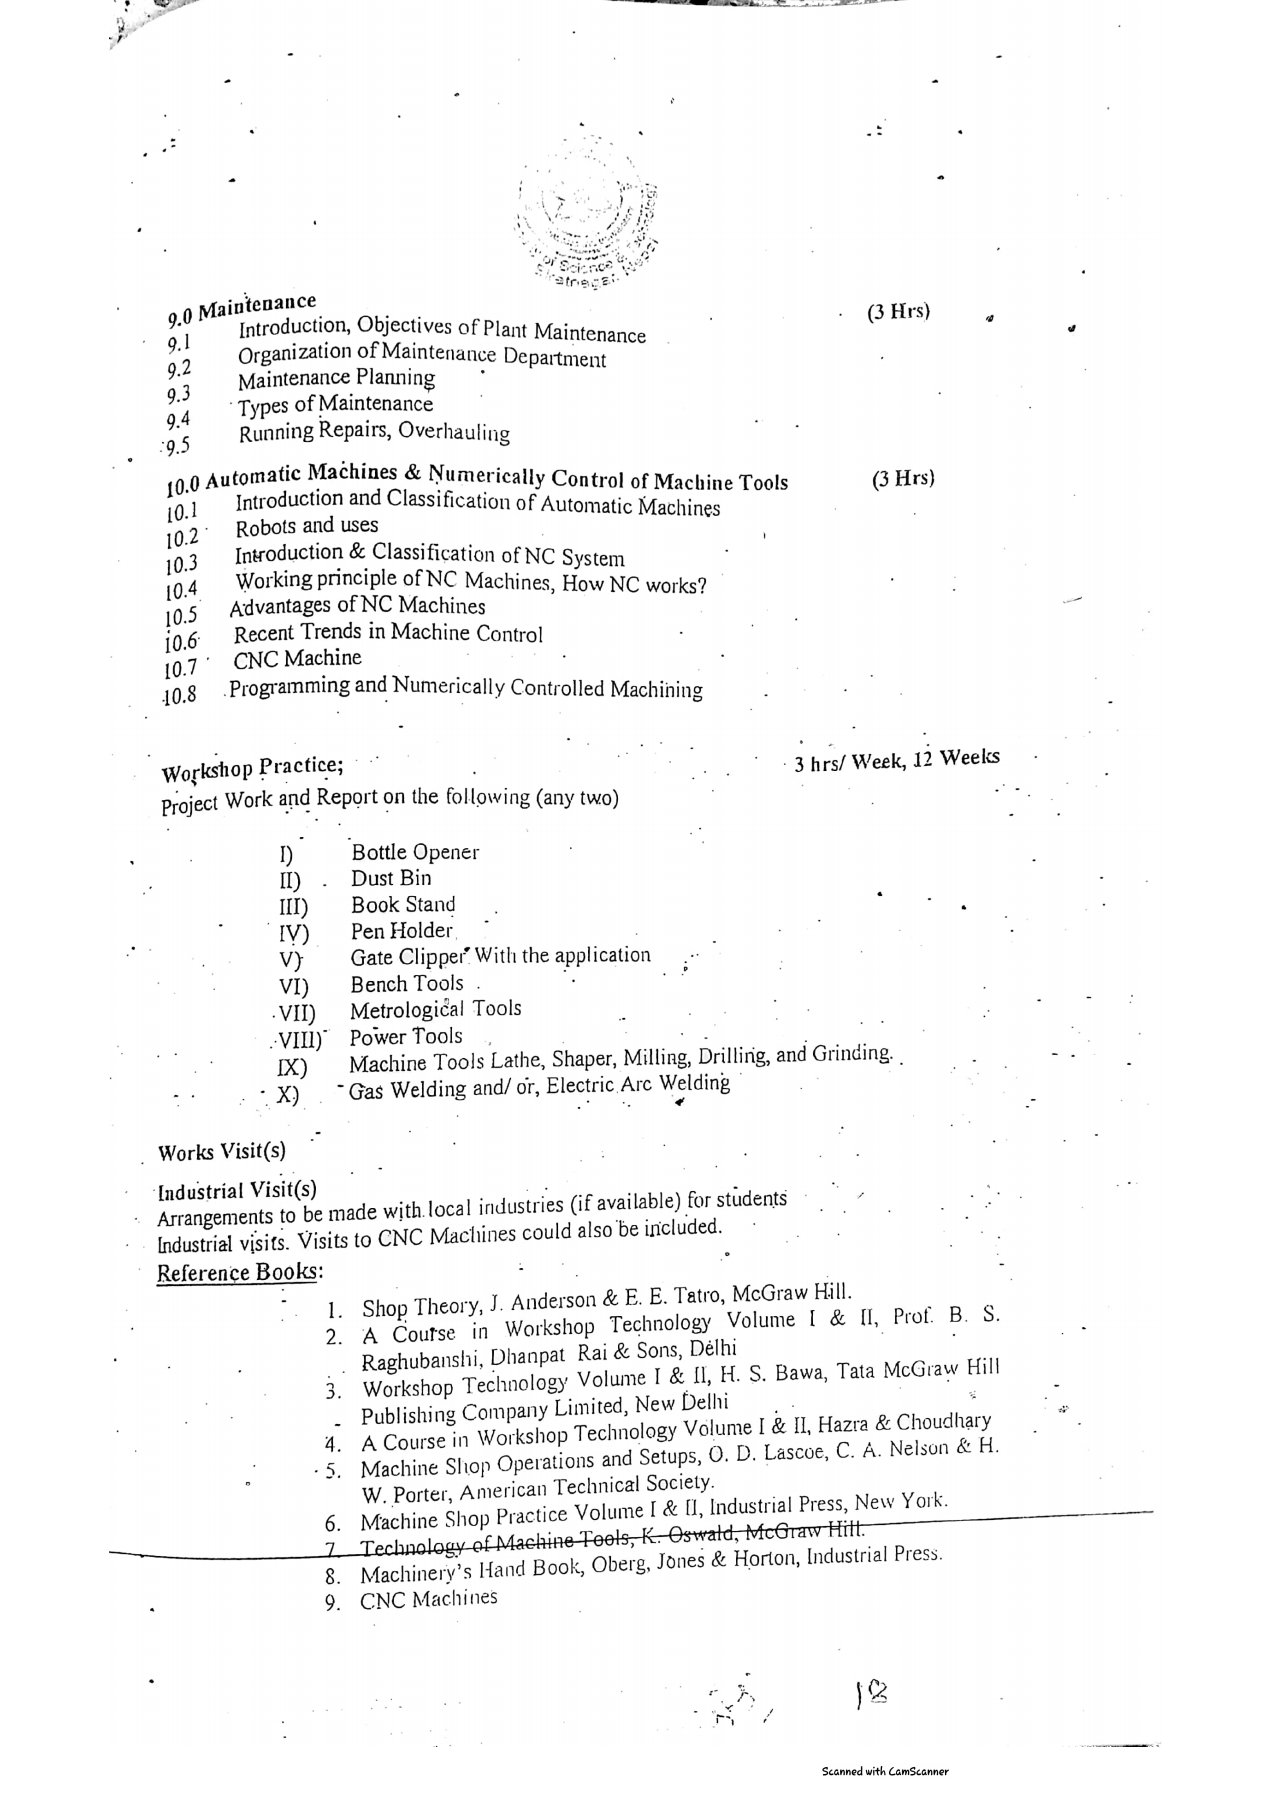 of Science &
9.0 Maintenance (3 Hrs)
9.1 Introduction, Objectives of Plant Maintenance
9.2 Organization of Maintenance Department
9.3 Maintenance Planning
9.4 Types of Maintenance
9.5 Running Repairs, Overhauling
10.0 Automatic Machines & Numerically Control of Machine Tools (3 Hrs)
10.1 Introduction and Classification of Automatic Machines
10.2 Robots and uses
10.3 Introduction & Classification of NC System
10.4 Working principle of NC Machines, How NC works?
10.5 Advantages of NC Machines
10.6 Recent Trends in Machine Control
10.7 CNC Machine
10.8 Programming and Numerically Controlled Machining
Workshop Practice; 3 hrs/ Week, 12 Weeks
Project Work and Report on the following (any two)
I) Bottle Opener
II) Dust Bin
III) Book Stand
IV) Pen Holder
V) Gate Clipper With the application
VI) Bench Tools
VII) Metrological Tools
VIII) Power Tools
IX) Machine Tools Lathe, Shaper, Milling, Drilling, and Grinding.
X) Gas Welding and/ or, Electric Arc Welding
Works Visit(s)
Industrial Visit(s)
Arrangements to be made with local industries (if available) for students
Industrial visits. Visits to CNC Machines could also be included.
Reference Books:
1. Shop Theory, J. Anderson & E. E. Tatro, McGraw Hill.
2. A Course in Workshop Technology Volume I & II, Prof. B. S.
Raghubanshi, Dhanpat Rai & Sons, Delhi
3. Workshop Technology Volume I & II, H. S. Bawa, Tata McGraw Hill
Publishing Company Limited, New Delhi
4. A Course in Workshop Technology Volume I & II, Hazra & Choudhary
5. Machine Shop Operations and Setups, O. D. Lascoe, C. A. Nelson & H.
W. Porter, American Technical Society.
6. Machine Shop Practice Volume I & II, Industrial Press, New York.
7. Technology of Machine Tools, K. Oswald, McGraw Hill.
8. Machinery's Hand Book, Oberg, Jones & Horton, Industrial Press.
9. CNC Machines
Scanned with CamScanner